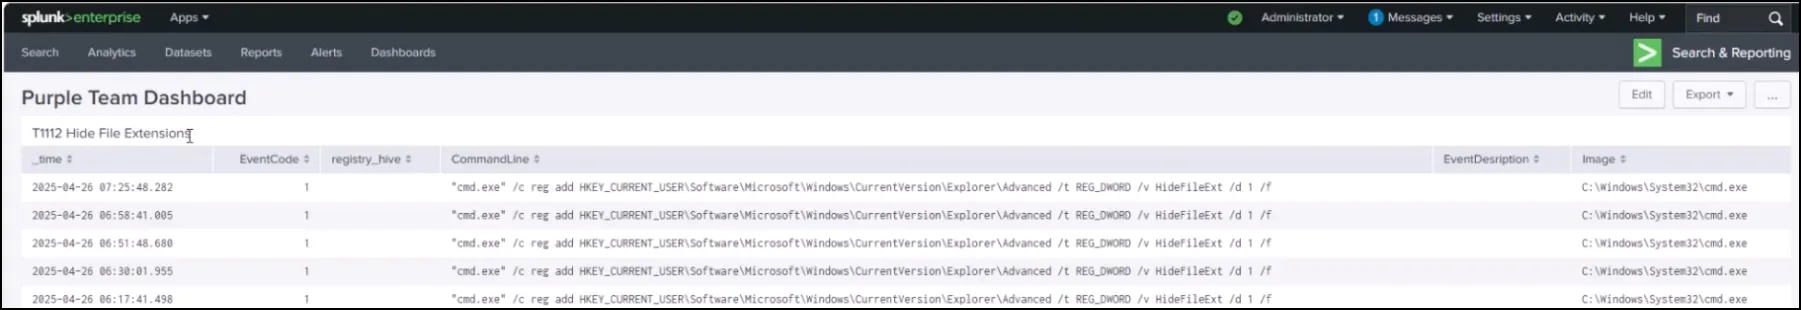 splunk>enterprise Apps Administrator 1 Messages Settings Activity Help Find
Search Analytics Datasets Reports Alerts Dashboards Search & Reporting
Purple Team Dashboard Edit Export ...
T1112 Hide File Extensions
_time EventCode registry_hive CommandLine EventDesription Image
2025-04-26 07:25:48.282 1 "cmd.exe" /c reg add HKEY_CURRENT_USER\Software\Microsoft\Windows\CurrentVersion\Explorer\Advanced /t REG_DWORD /v HideFileExt /d 1 /f C:\Windows\System32\cmd.exe
2025-04-26 06:58:41.005 1 "cmd.exe" /c reg add HKEY_CURRENT_USER\Software\Microsoft\Windows\CurrentVersion\Explorer\Advanced /t REG_DWORD /v HideFileExt /d 1 /f C:\Windows\System32\cmd.exe
2025-04-26 06:51:48.680 1 "cmd.exe" /c reg add HKEY_CURRENT_USER\Software\Microsoft\Windows\CurrentVersion\Explorer\Advanced /t REG_DWORD /v HideFileExt /d 1 /f C:\Windows\System32\cmd.exe
2025-04-26 06:30:01.955 1 "cmd.exe" /c reg add HKEY_CURRENT_USER\Software\Microsoft\Windows\CurrentVersion\Explorer\Advanced /t REG_DWORD /v HideFileExt /d 1 /f C:\Windows\System32\cmd.exe
2025-04-26 06:17:41.498 1 "cmd.exe" /c reg add HKEY_CURRENT_USER\Software\Microsoft\Windows\CurrentVersion\Explorer\Advanced /t REG_DWORD /v HideFileExt /d 1 /f C:\Windows\System32\cmd.exe